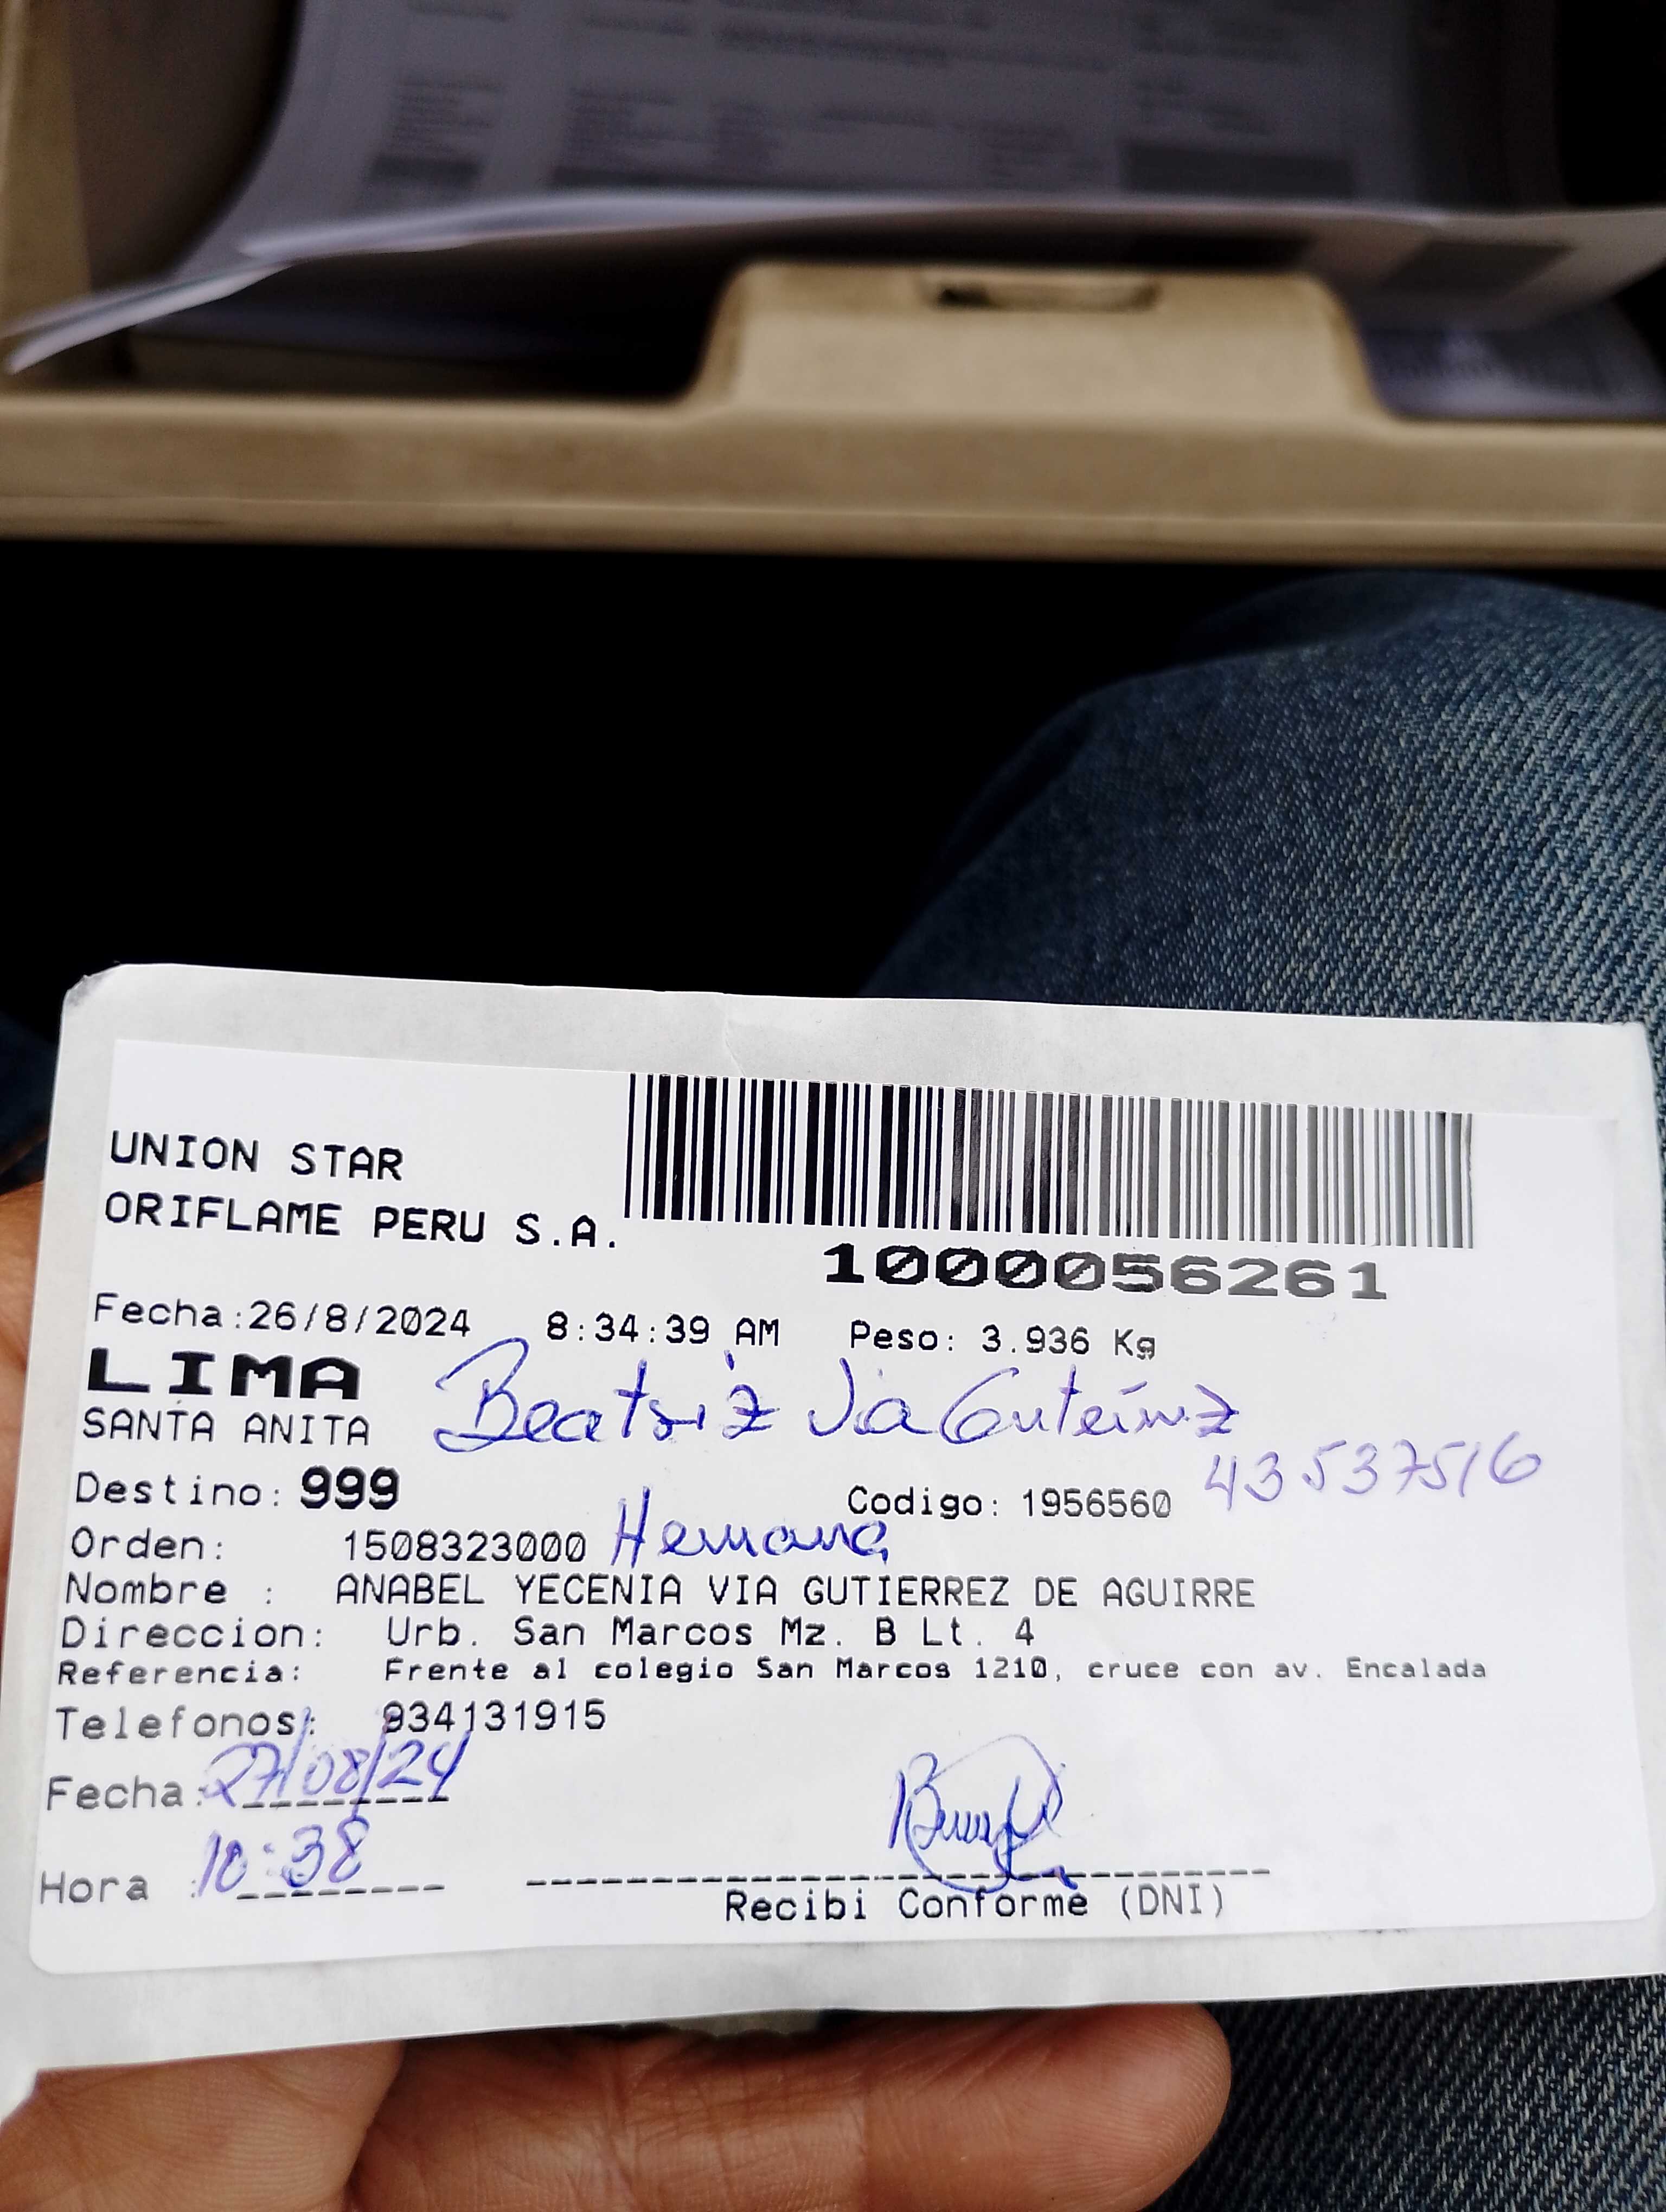 UNION STAR
ORIFLAME PERU S.A.
1000056261
Fecha:26/8/2024 8:34:39 AM Peso: 3.936 Kg
LIMA
SANTA ANITA Beatriz Via Gutierrez
43537516
Destino: 999 Codigo: 1956560
Orden: 1508323000 Hermana
Nombre : ANABEL YECENIA VIA GUTIERREZ DE AGUIRRE
Direccion: Urb. San Marcos Mz. B Lt. 4
Referencia: Frente al colegio San Marcos 1210, cruce con av. Encalada
Telefonos: 934131915
Fecha: 27/08/24
Hora : 10:38
Recibi Conforme (DNI)